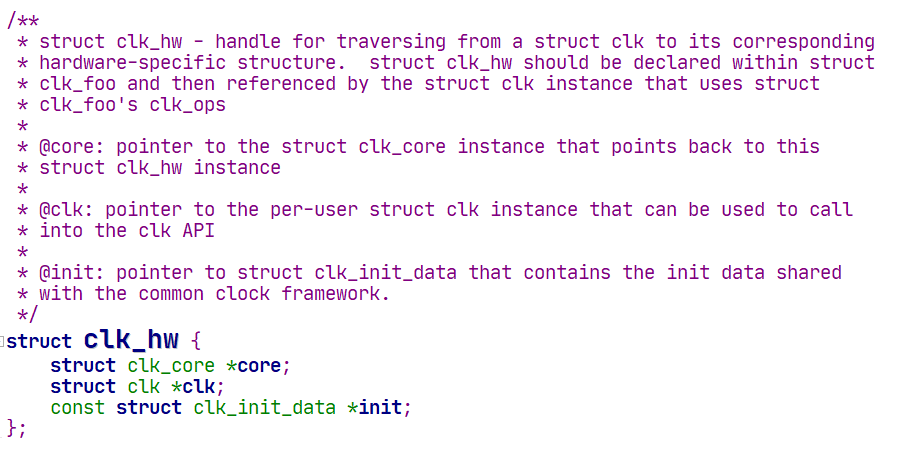 /**
 * struct clk_hw - handle for traversing from a struct clk to its corresponding
 * hardware-specific structure.  struct clk_hw should be declared within struct
 * clk_foo and then referenced by the struct clk instance that uses struct
 * clk_foo's clk_ops
 *
 * @core: pointer to the struct clk_core instance that points back to this
 * struct clk_hw instance
 *
 * @clk: pointer to the per-user struct clk instance that can be used to call
 * into the clk API
 *
 * @init: pointer to struct clk_init_data that contains the init data shared
 * with the common clock framework.
 */
struct clk_hw {
    struct clk_core *core;
    struct clk *clk;
    const struct clk_init_data *init;
};